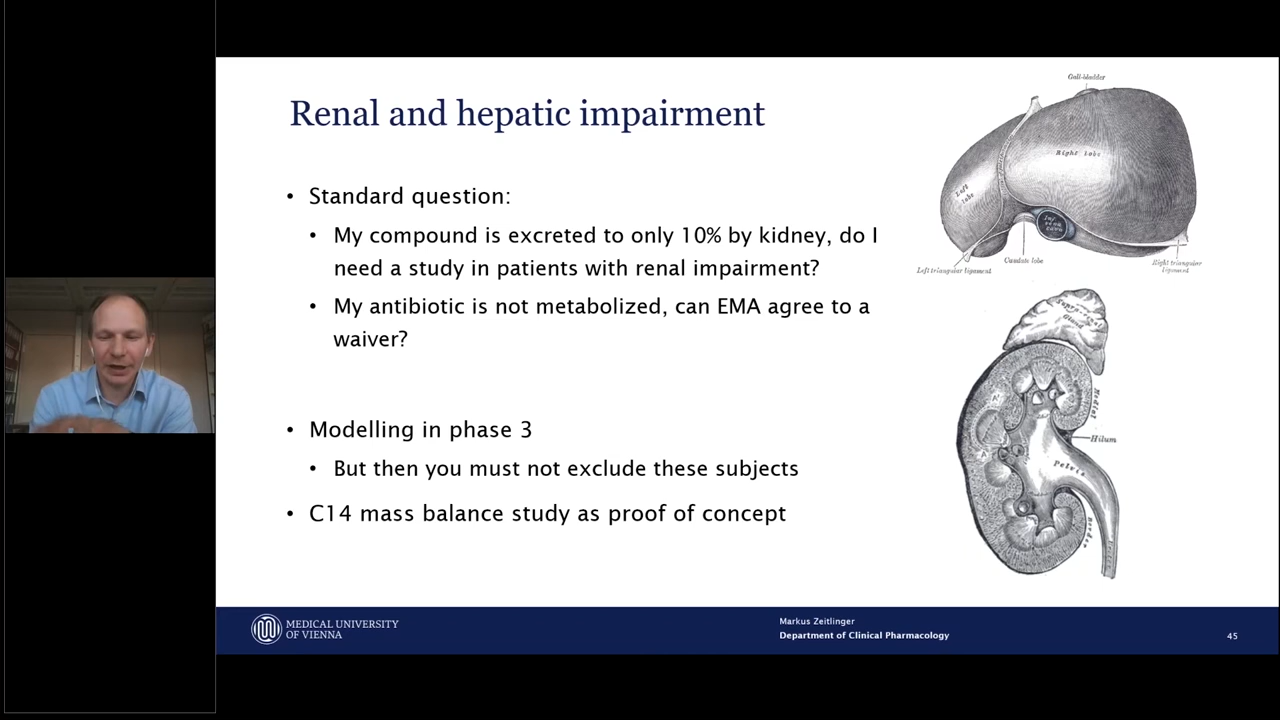 Renal and hepatic impairment
• Standard question:
• My compound is excreted to only 10% by kidney, do I
need a study in patients with renal impairment?
• My antibiotic is not metabolized, can EMA agree to a
waiver?
• Modelling in phase 3
• But then you must not exclude these subjects
• C14 mass balance study as proof of concept
Gall-bladder
Right lobe
Left
lobe
Caudate lobe
Left triangular ligament
Right triangular
ligament
Gland
Hilum
Pelvis
Border
MEDICAL UNIVERSITY
OF VIENNA
Markus Zeitlinger
Department of Clinical Pharmacology
45